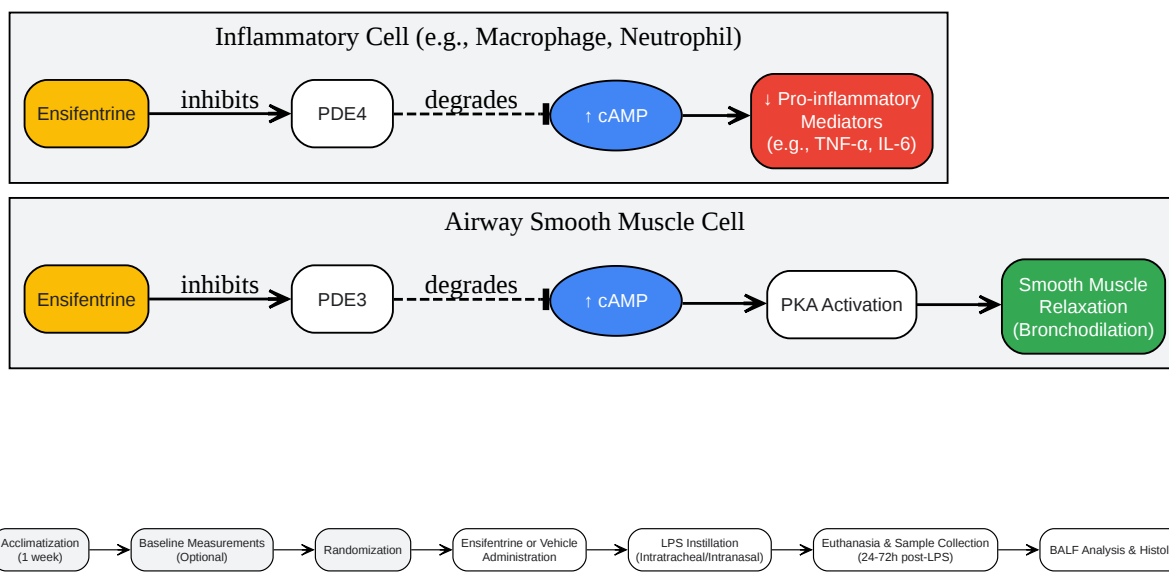 Inflammatory Cell (e.g., Macrophage, Neutrophil)
Ensifentrine
inhibits
PDE4
degrades
↑ cAMP
↓ Pro-inflammatory
Mediators
(e.g., TNF-α, IL-6)
Airway Smooth Muscle Cell
Ensifentrine
inhibits
PDE3
degrades
↑ cAMP
PKA Activation
Smooth Muscle
Relaxation
(Bronchodilation)
Acclimatization
(1 week)
Baseline Measurements
(Optional)
Randomization
Ensifentrine or Vehicle
Administration
LPS Instillation
(Intratracheal/Intranasal)
Euthanasia & Sample Collection
(24-72h post-LPS)
BALF Analysis &